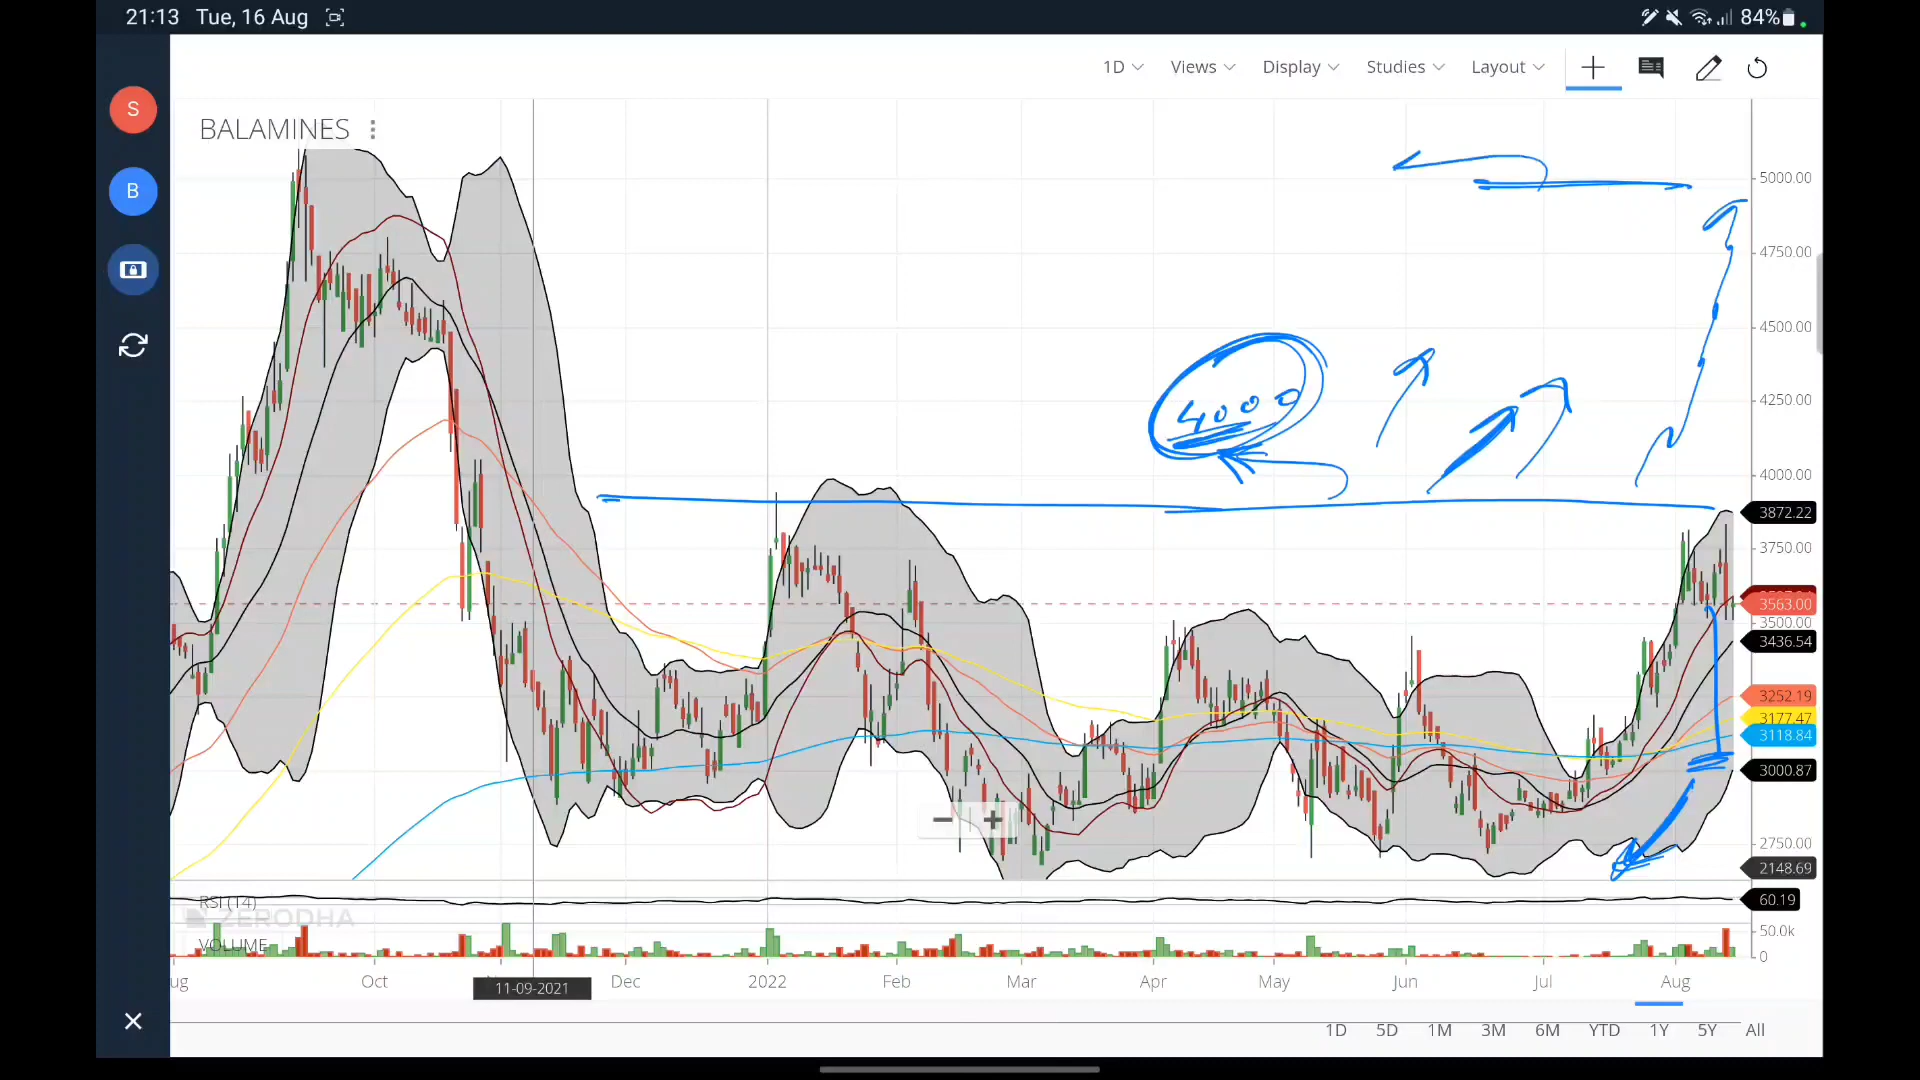 21:13 Tue, 16 Aug 84%
S
B
1D Views Display Studies Layout
BALAMINES
5000.00
4750.00
4500.00
4250.00
4000
4000.00
3872.22
3750.00
3563.00
3500.00
3436.54
3252.19
3177.47
3118.84
3000.87
2750.00
2148.69
RSI (14)
60.19
ZERODHA
VOLUME
50.0k
0
ug Oct Dec 2022 Feb Mar Apr May Jun Jul Aug
11-09-2021
1D 5D 1M 3M 6M YTD 1Y 5Y All